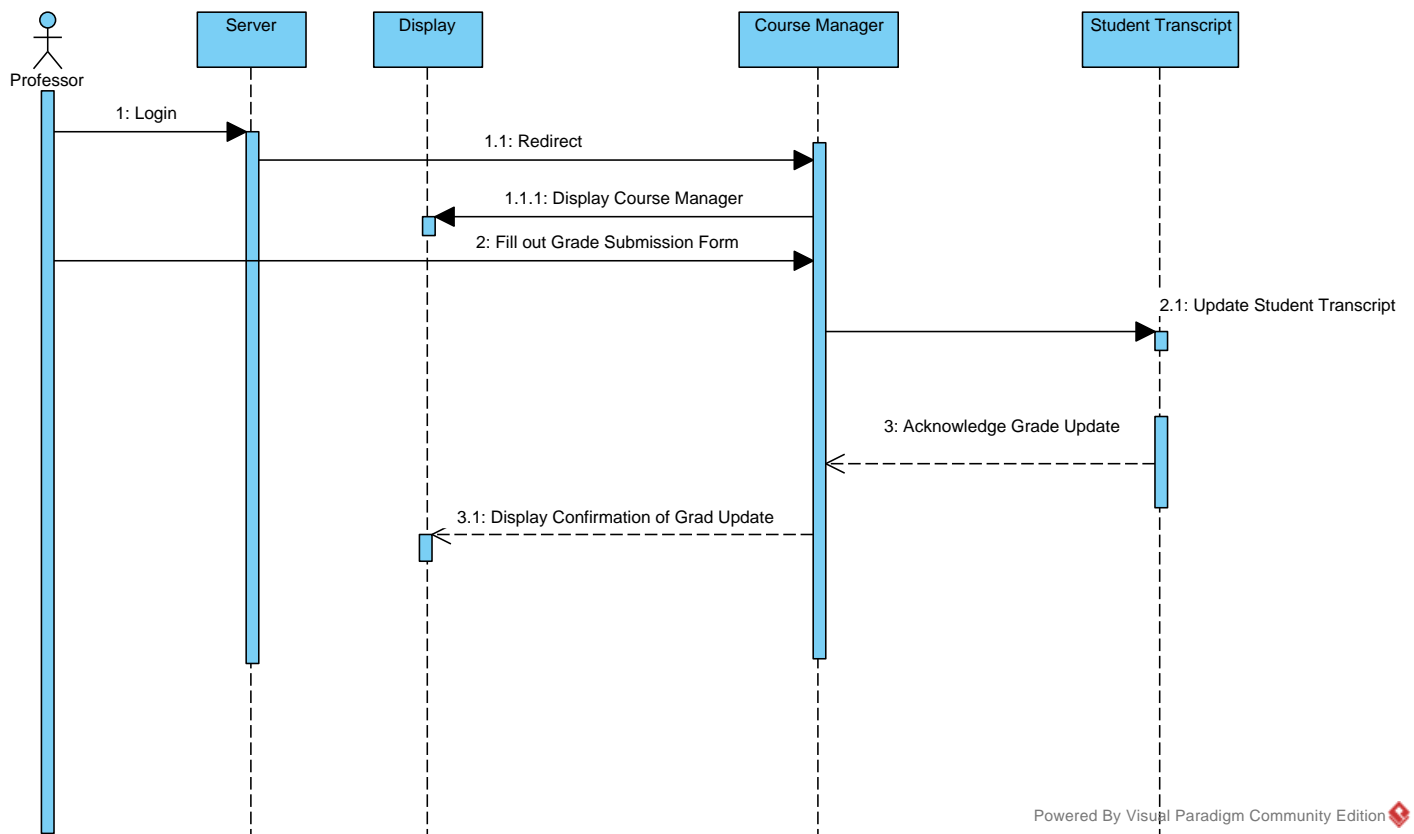 Server
Display
Course Manager
Student Transcript
Professor
1: Login
1.1: Redirect
1.1.1: Display Course Manager
2: Fill out Grade Submission Form
2.1: Update Student Transcript
3: Acknowledge Grade Update
3.1: Display Confirmation of Grad Update
Powered By Visual Paradigm Community Edition